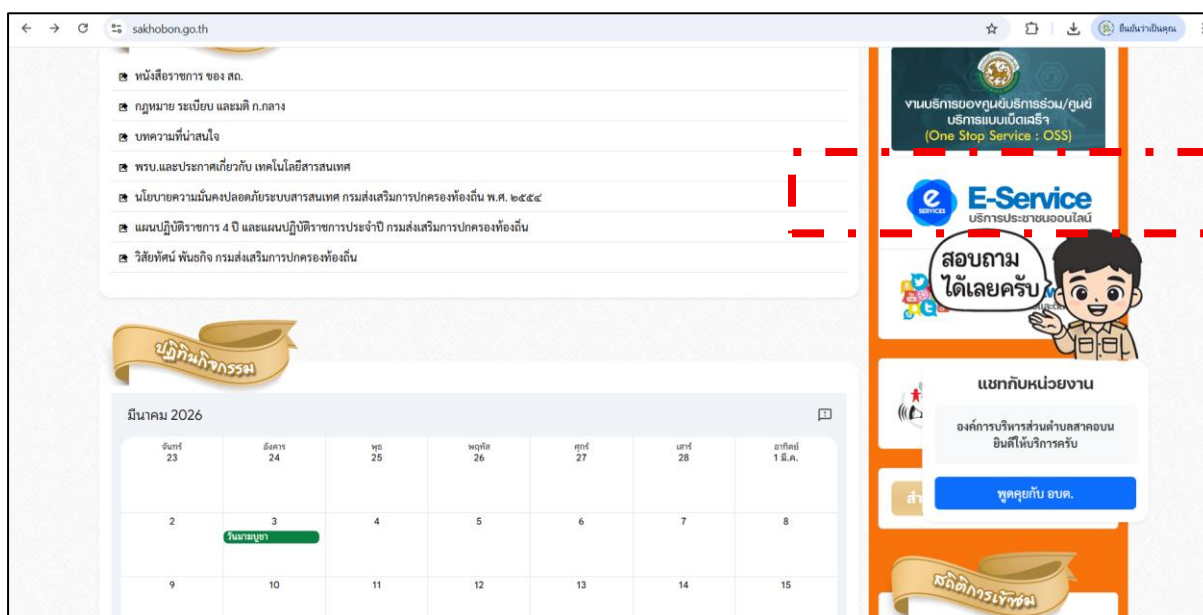 sakhobon.go.th
ยืนยันว่าเป็นคุณ
หนังสือราชการ ของ สถ.
กฎหมาย ระเบียบ และมติ ก.กลาง
บทความที่น่าสนใจ
พรบ.และประกาศเกี่ยวกับ เทคโนโลยีสารสนเทศ
นโยบายความมั่นคงปลอดภัยระบบสารสนเทศ กรมส่งเสริมการปกครองท้องถิ่น พ.ศ. ๒๕๕๔
แผนปฏิบัติราชการ 4 ปี และแผนปฏิบัติราชการประจำปี กรมส่งเสริมการปกครองท้องถิ่น
วิสัยทัศน์ พันธกิจ กรมส่งเสริมการปกครองท้องถิ่น
งานบริการของศูนย์บริการร่วม/ศูนย์
บริการแบบเบ็ดเสร็จ
(One Stop Service : OSS)
e
SERVICES
E-Service
บริการประชาชนออนไลน์
สอบถาม
ได้เลยครับ
ปฏิทินกิจกรรม
มีนาคม 2026
จันทร์ อังคาร พุธ พฤหัส ศุกร์ เสาร์ อาทิตย์
23 24 25 26 27 28 1 มี.ค.
2 3 4 5 6 7 8
วันมาฆบูชา
9 10 11 12 13 14 15
แชทกับหน่วยงาน
องค์การบริหารส่วนตำบลสาคอบน
ยินดีให้บริการครับ
พูดคุยกับ อบต.
สถิติการเข้าชม